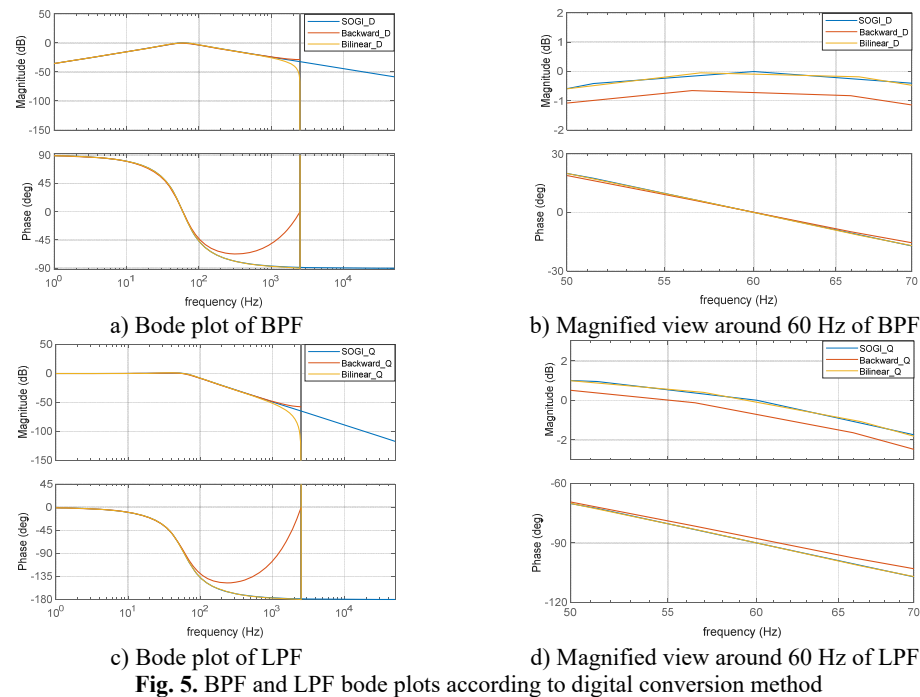 50
0
-50
-100
-150
Magnitude (dB)
SOGI_D
Backward_D
Bilinear_D
90
45
0
-45
-90
Phase (deg)
10^0
10^1
10^2
10^3
10^4
frequency (Hz)
a) Bode plot of BPF
2
1
0
-1
-2
Magnitude (dB)
SOGI_D
Backward_D
Bilinear_D
30
0
-30
Phase (deg)
50
55
60
65
70
frequency (Hz)
b) Magnified view around 60 Hz of BPF
50
0
-50
-100
-150
Magnitude (dB)
SOGI_Q
Backward_Q
Bilinear_Q
45
0
-45
-90
-135
-180
Phase (deg)
10^0
10^1
10^2
10^3
10^4
frequency (Hz)
c) Bode plot of LPF
2
0
-2
Magnitude (dB)
SOGI_Q
Backward_Q
Bilinear_Q
-60
-90
-120
Phase (deg)
50
55
60
65
70
frequency (Hz)
d) Magnified view around 60 Hz of LPF
Fig. 5. BPF and LPF bode plots according to digital conversion method